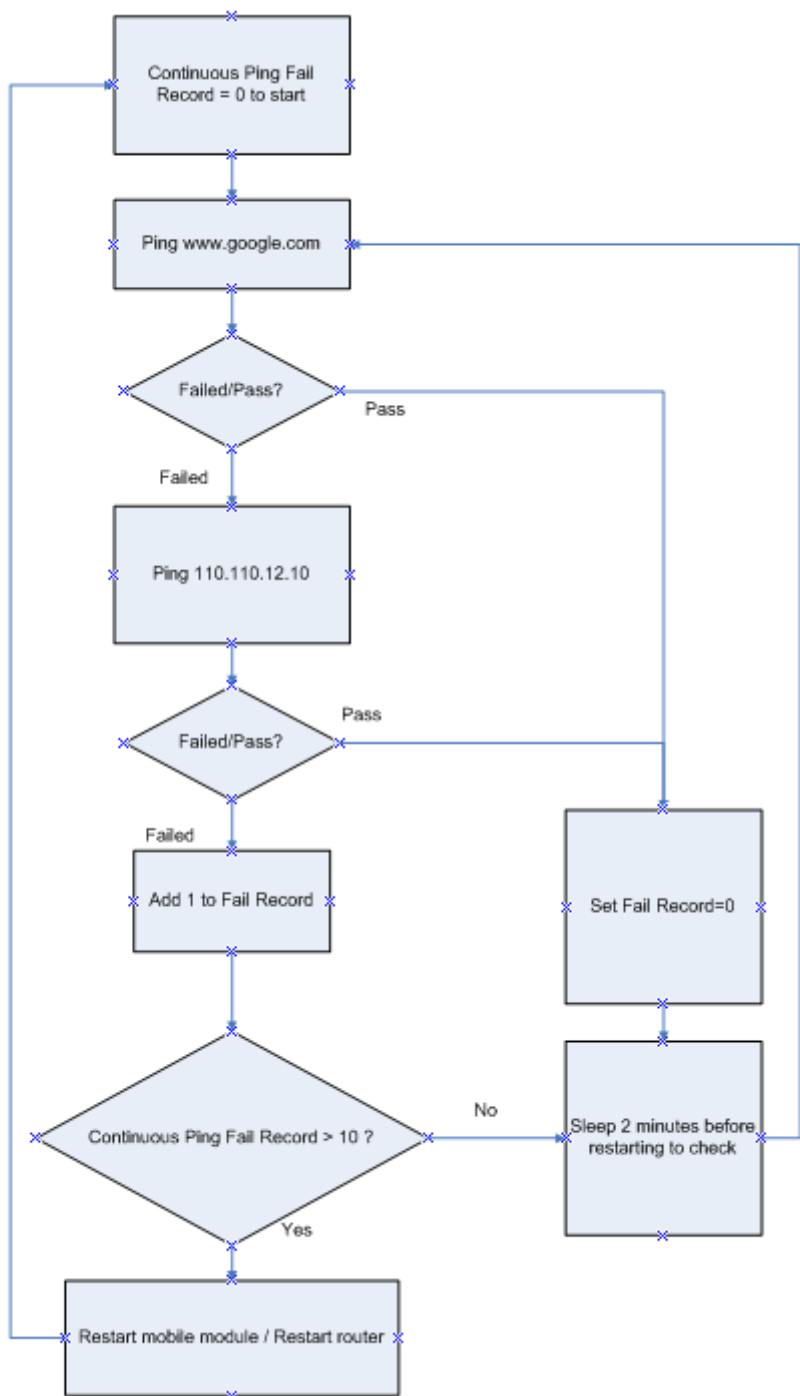 Continuous Ping Fail
Record = 0 to start
Ping www.google.com
Failed/Pass?
Pass
Failed
Ping 110.110.12.10
Failed/Pass?
Pass
Failed
Add 1 to Fail Record
Set Fail Record=0
Continuous Ping Fail Record > 10 ?
No
Sleep 2 minutes before
restarting to check
Yes
Restart mobile module / Restart router